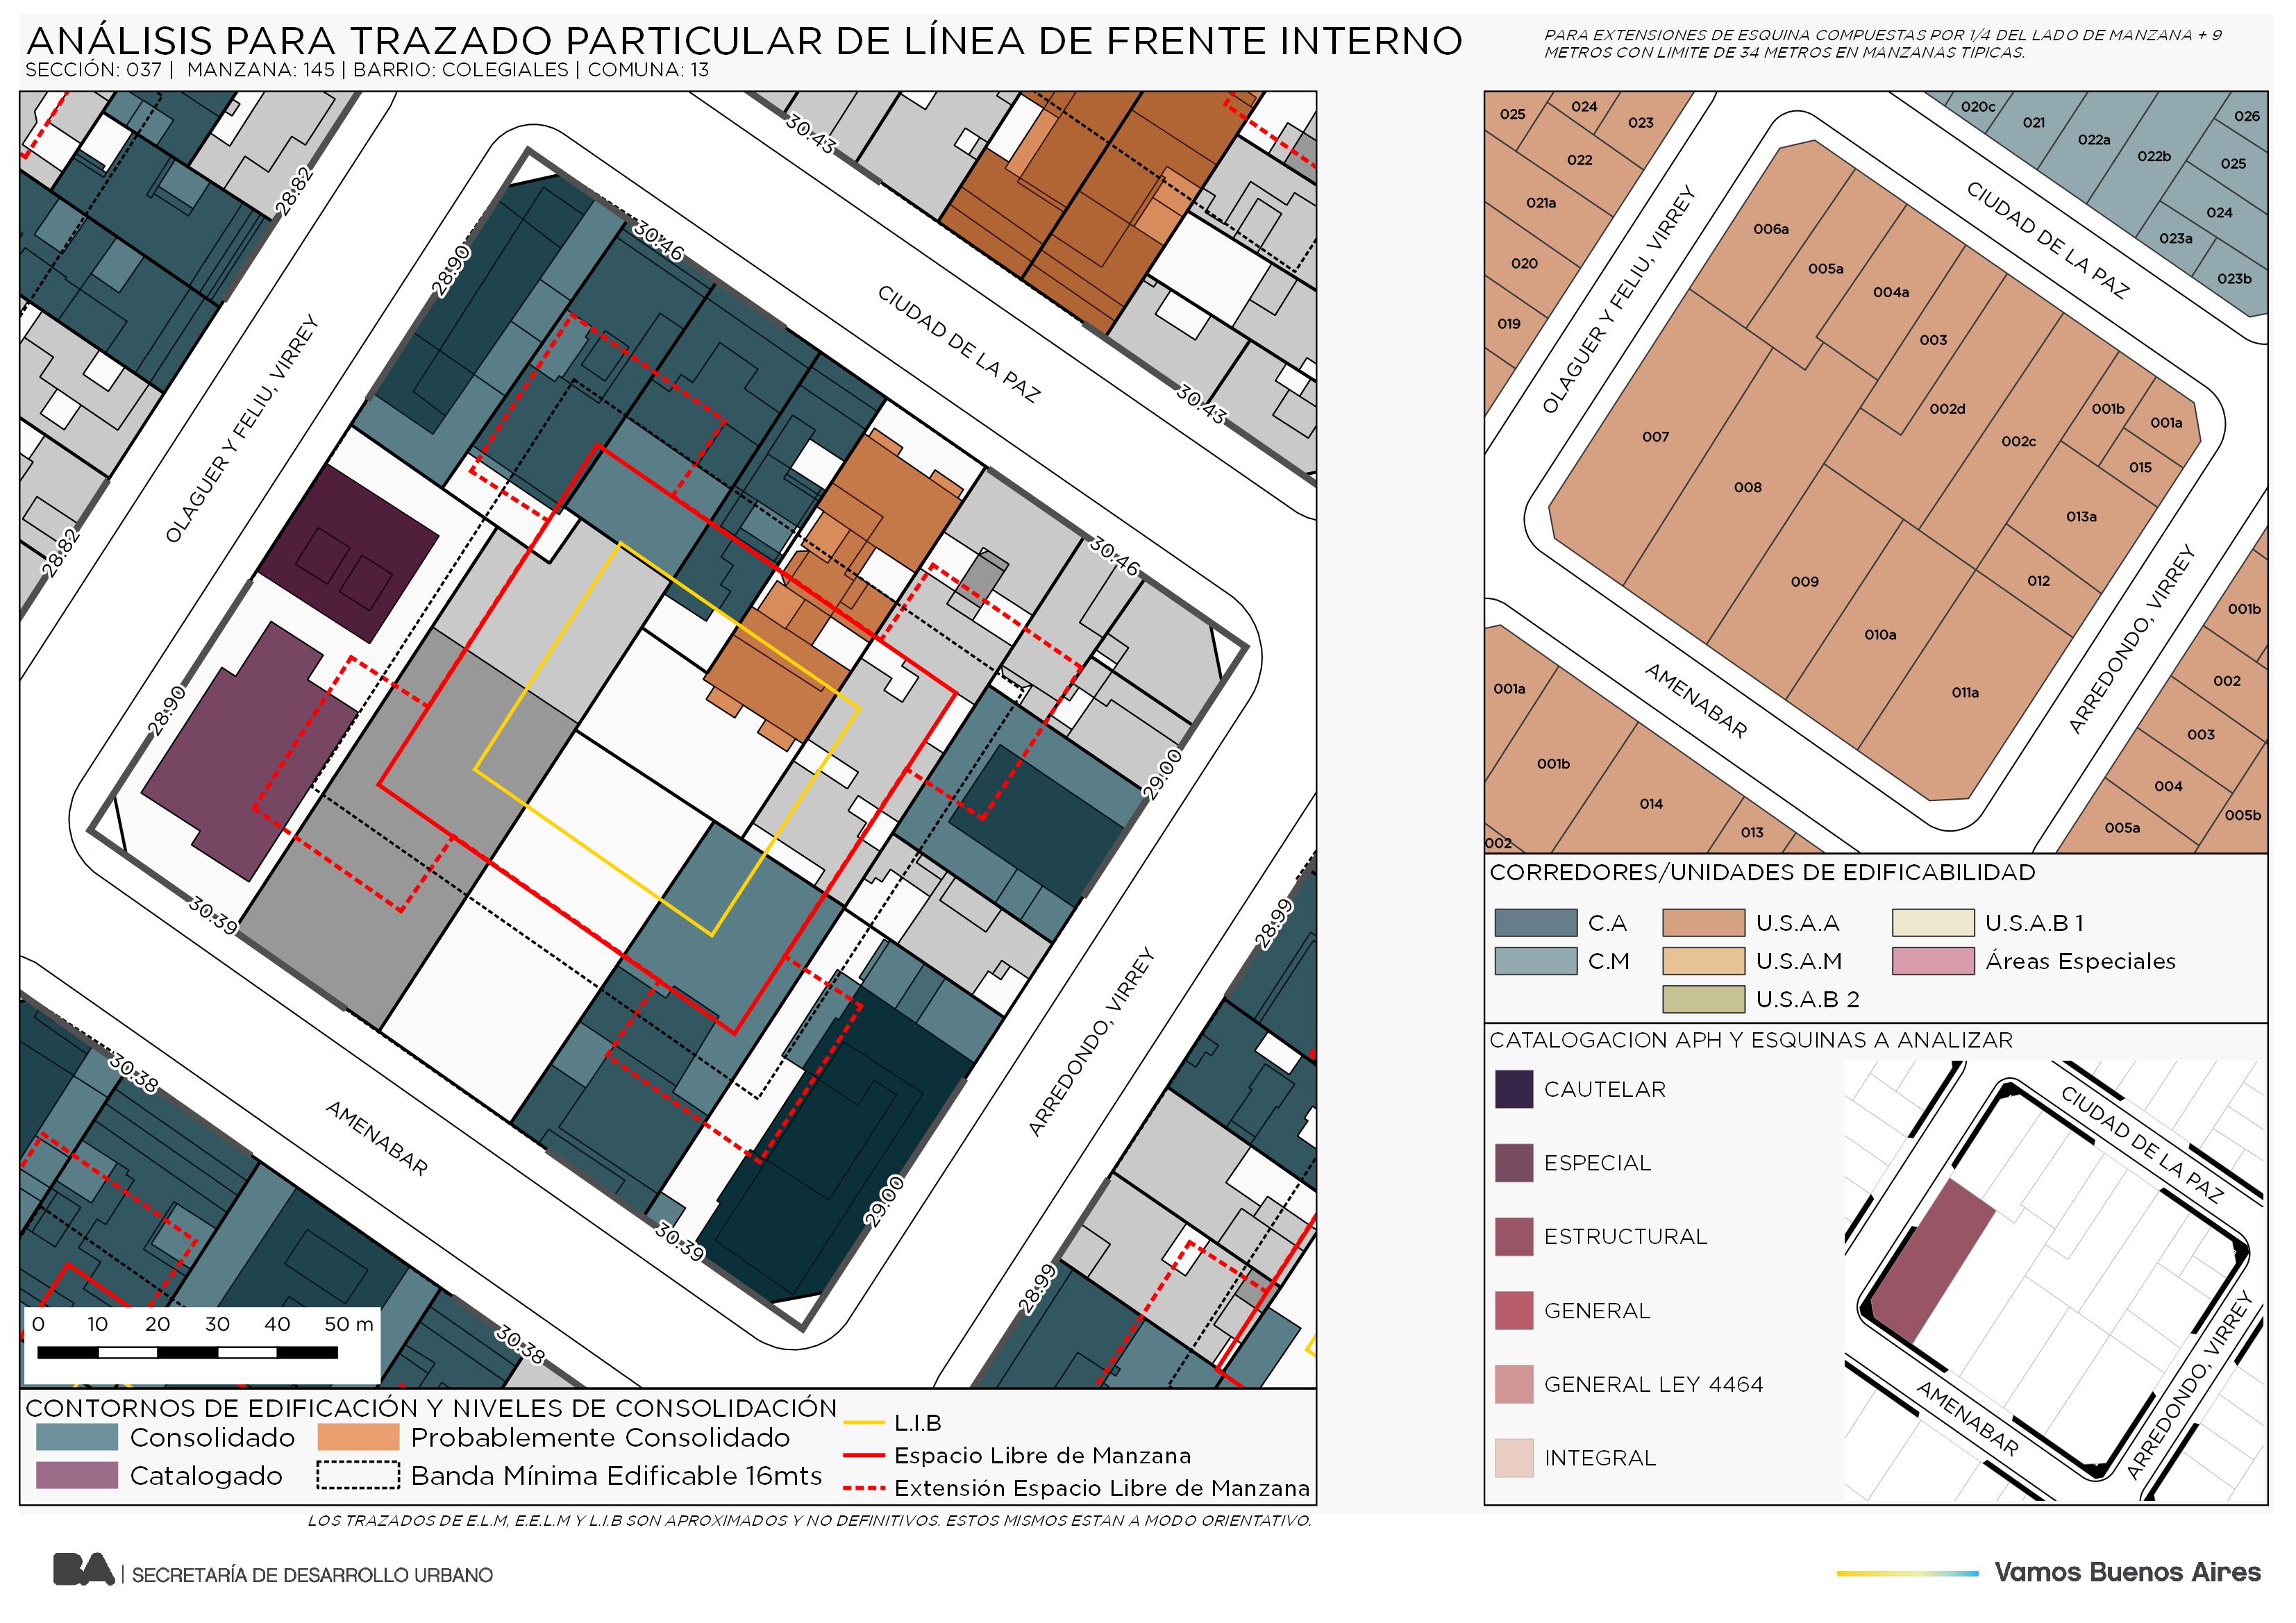 ANÁLISIS PARA TRAZADO PARTICULAR DE LÍNEA DE FRENTE INTERNO
SECCIÓN: 037 | MANZANA: 145 | BARRIO: COLEGIALES | COMUNA: 13
PARA EXTENSIONES DE ESQUINA COMPUESTAS POR 1/4 DEL LADO DE MANZANA + 9
METROS CON LIMITE DE 34 METROS EN MANZANAS TIPICAS.
30.43
28.82
30.46
28.90
CIUDAD DE LA PAZ
30.43
OLAGUER Y FELIU, VIRREY
28.82
30.46
28.90
29.00
30.39
28.99
ARREDONDO, VIRREY
30.38
AMENABAR
29.00
30.39
28.99
30.38
0 10 20 30 40 50 m
CONTORNOS DE EDIFICACIÓN Y NIVELES DE CONSOLIDACIÓN
Consolidado
Probablemente Consolidado
Catalogado
Banda Mínima Edificable 16mts
L.I.B
Espacio Libre de Manzana
Extensión Espacio Libre de Manzana
LOS TRAZADOS DE E.L.M, E.E.L.M Y L.I.B SON APROXIMADOS Y NO DEFINITIVOS. ESTOS MISMOS ESTAN A MODO ORIENTATIVO.
025
024
023
022
021a
020
019
020c
021
022a
022b
026
025
024
023a
023b
OLAGUER Y FELIU, VIRREY
CIUDAD DE LA PAZ
006a
005a
004a
003
002d
002c
001b
001a
015
013a
007
008
009
010a
012
011a
AMENABAR
ARREDONDO, VIRREY
001a
001b
014
013
002
001b
002
003
004
005a
005b
CORREDORES/UNIDADES DE EDIFICABILIDAD
C.A
U.S.A.A
U.S.A.B 1
C.M
U.S.A.M
Áreas Especiales
U.S.A.B 2
CATALOGACION APH Y ESQUINAS A ANALIZAR
CAUTELAR
ESPECIAL
ESTRUCTURAL
GENERAL
GENERAL LEY 4464
INTEGRAL
CIUDAD DE LA PAZ
AMENABAR
ARREDONDO, VIRREY
BA | SECRETARÍA DE DESARROLLO URBANO
Vamos Buenos Aires